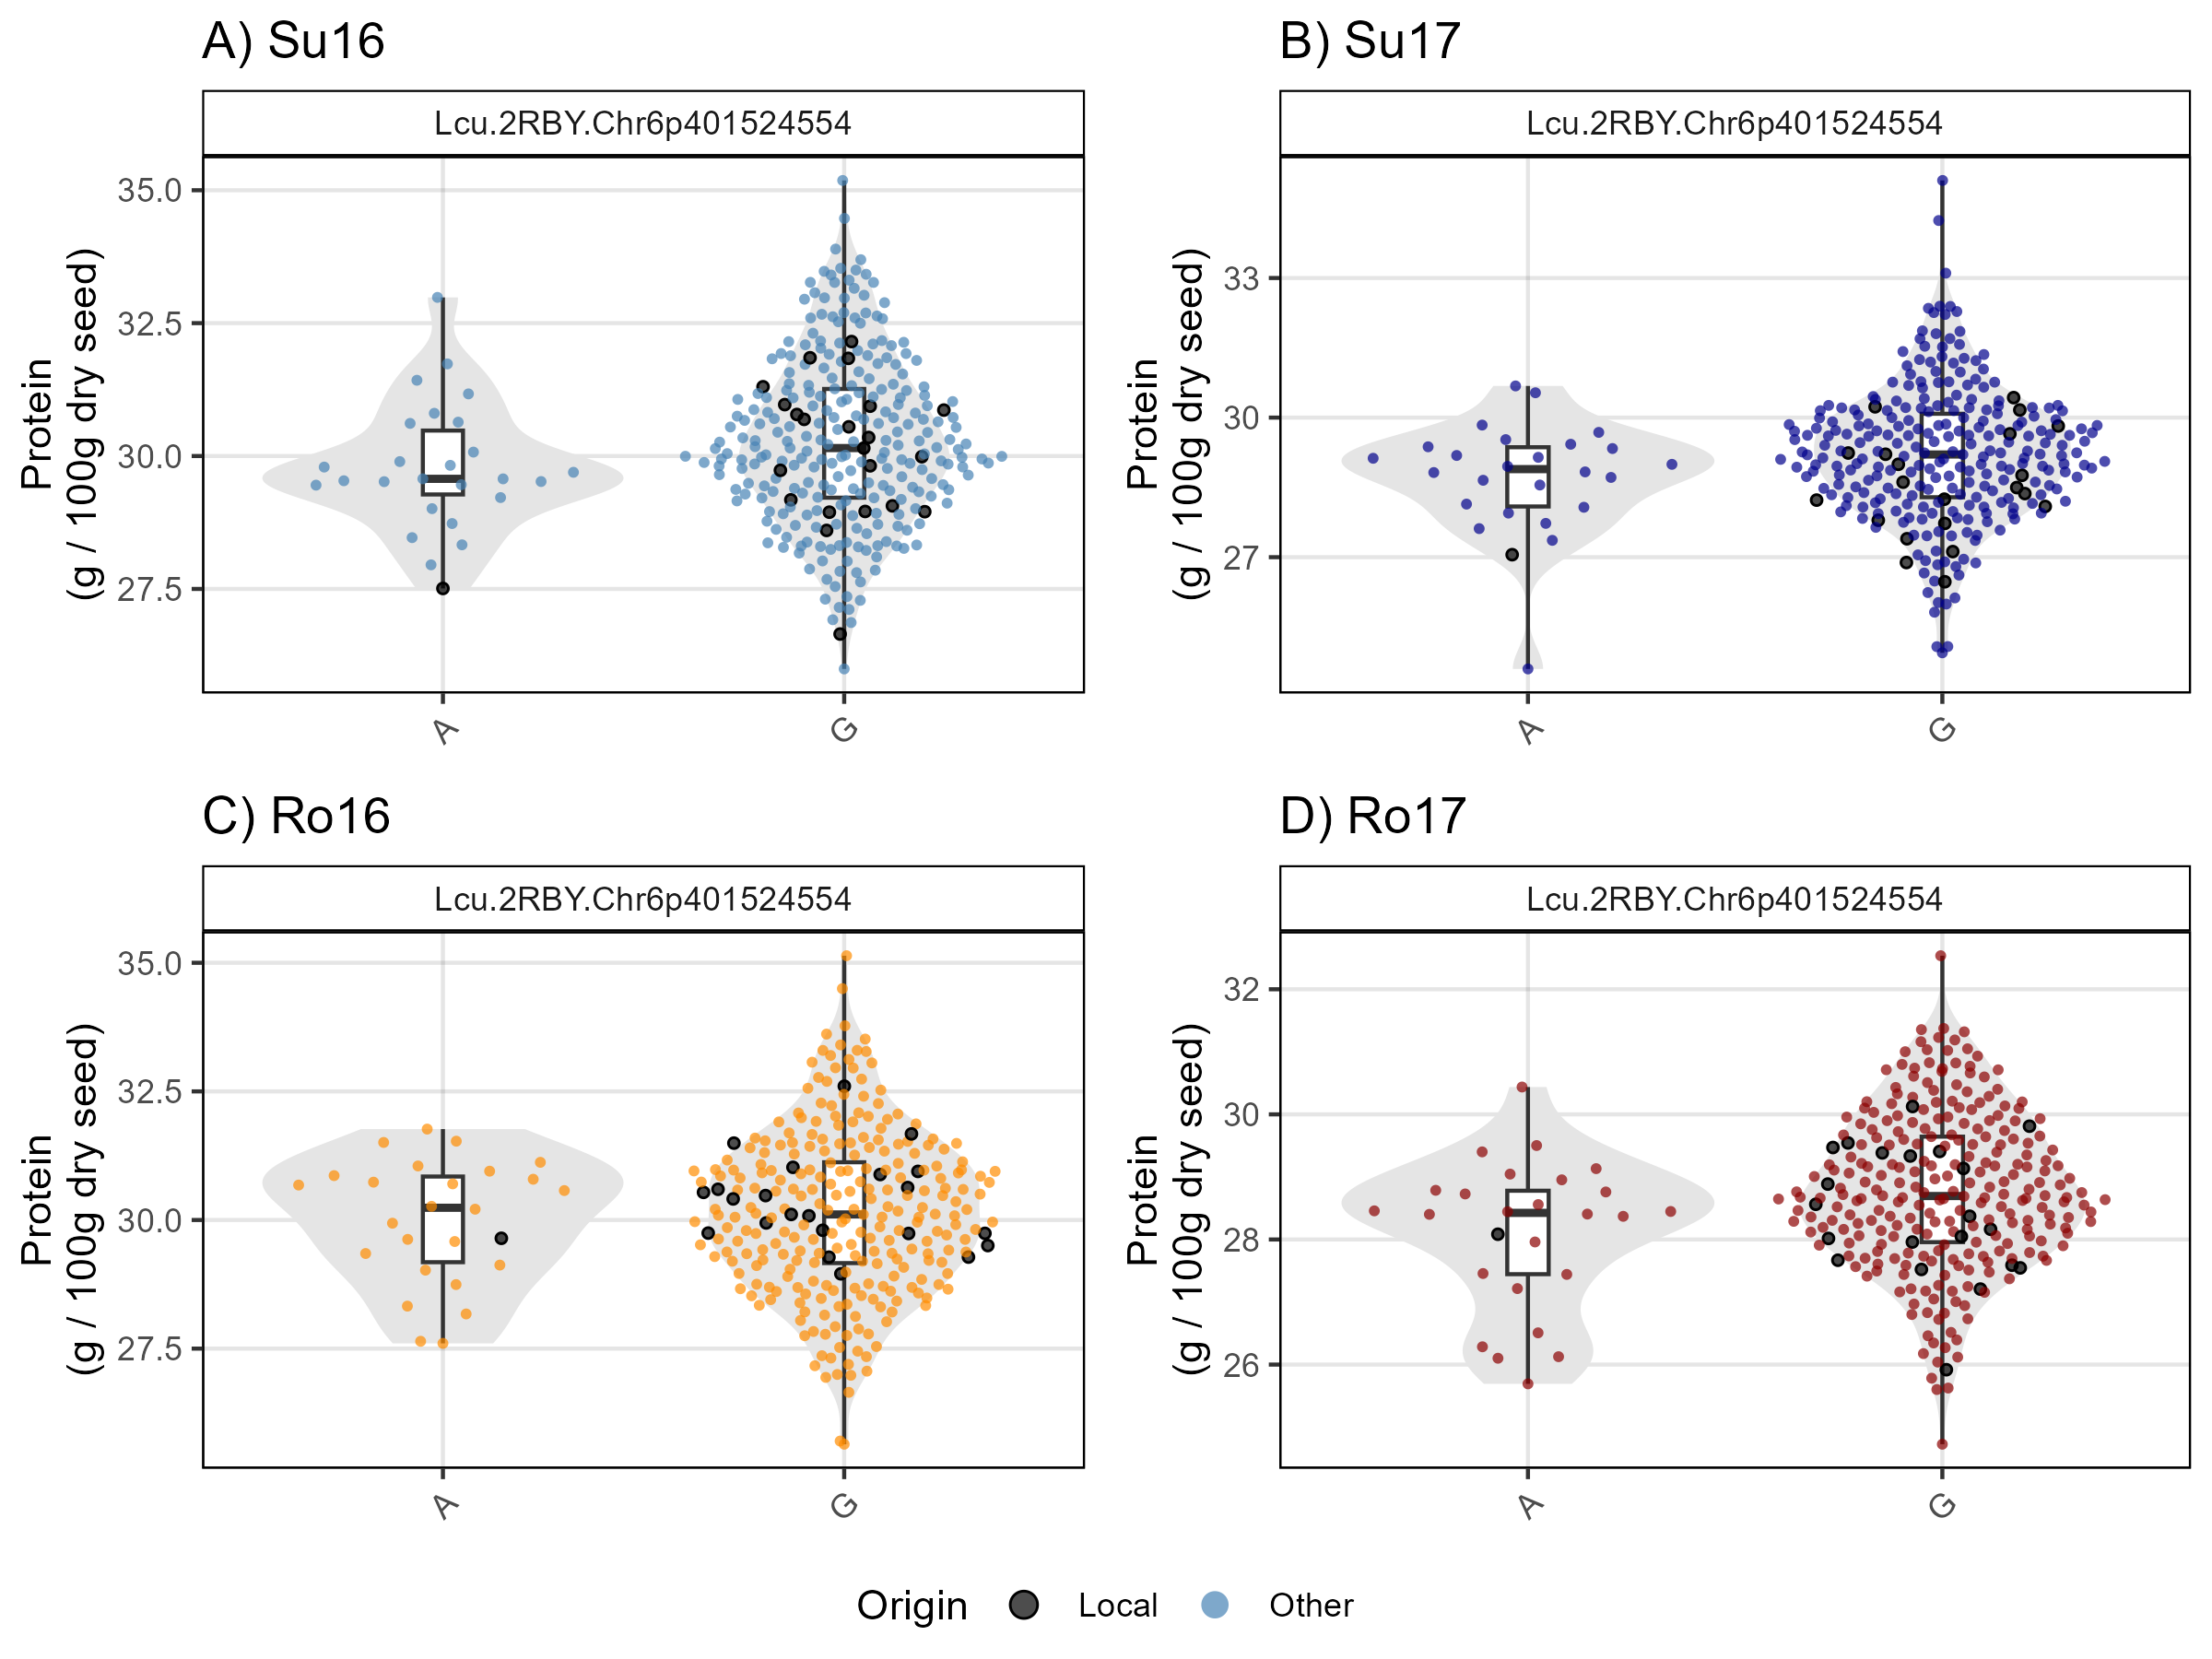 A) Su16
Lcu.2RBY.Chr6p401524554
Protein
(g / 100g dry seed)
35.0
32.5
30.0
27.5
A
G
B) Su17
Lcu.2RBY.Chr6p401524554
Protein
(g / 100g dry seed)
33
30
27
A
G
C) Ro16
Lcu.2RBY.Chr6p401524554
Protein
(g / 100g dry seed)
35.0
32.5
30.0
27.5
A
G
D) Ro17
Lcu.2RBY.Chr6p401524554
Protein
(g / 100g dry seed)
32
30
28
26
A
G
Origin Local Other